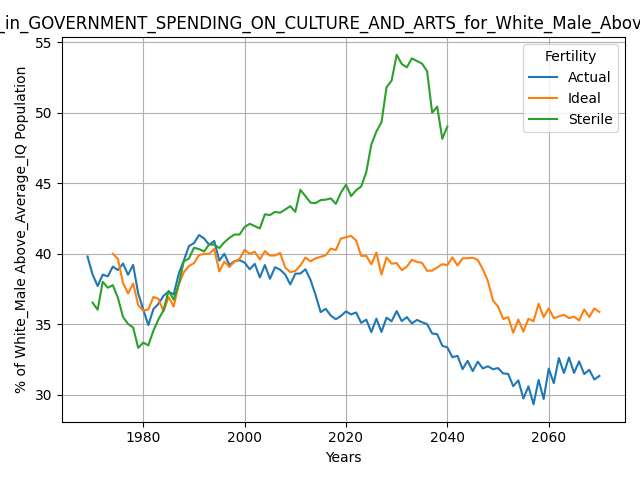 _in_GOVERNMENT_SPENDING_ON_CULTURE_AND_ARTS_for_White_Male_Abov
% of White_Male Above_Average_IQ Population
55
50
45
40
35
30
1980
2000
2020
2040
2060
Years
Fertility
Actual
Ideal
Sterile